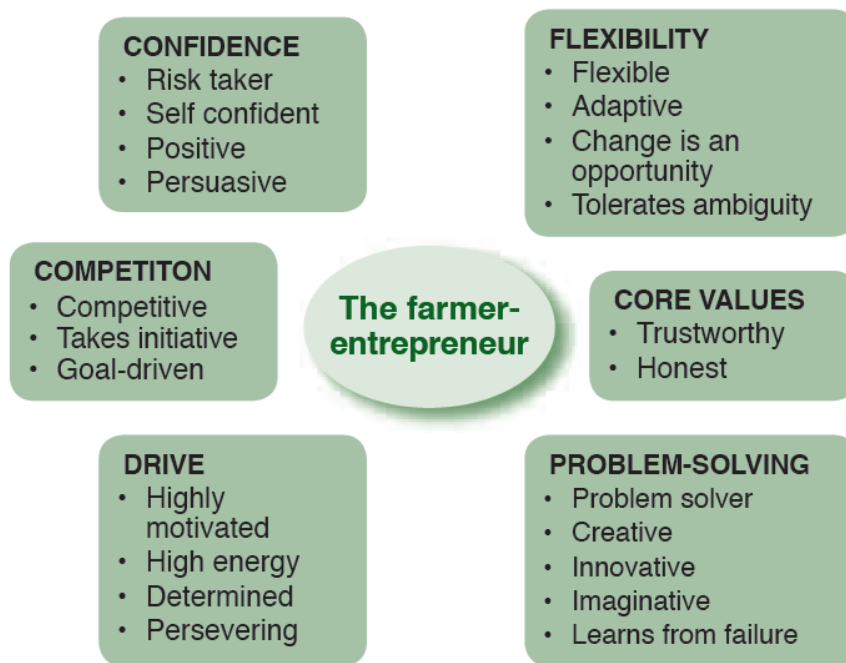 CONFIDENCE
• Risk taker
• Self confident
• Positive
• Persuasive
FLEXIBILITY
• Flexible
• Adaptive
• Change is an
opportunity
• Tolerates ambiguity
COMPETITON
• Competitive
• Takes initiative
• Goal-driven
The farmer-
entrepreneur
CORE VALUES
• Trustworthy
• Honest
DRIVE
• Highly
motivated
• High energy
• Determined
• Persevering
PROBLEM-SOLVING
• Problem solver
• Creative
• Innovative
• Imaginative
• Learns from failure